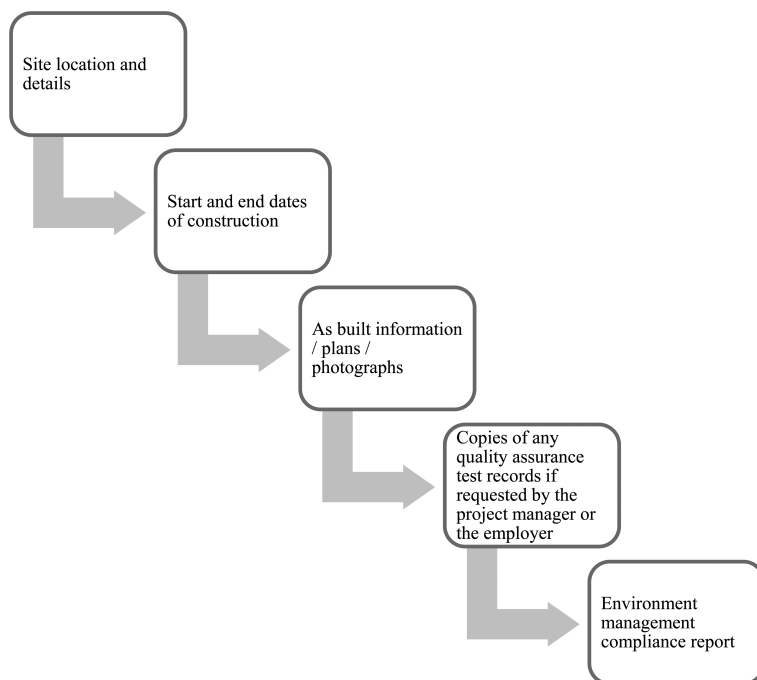 Site location and
details
Start and end dates
of construction
As built information
/ plans /
photographs
Copies of any
quality assurance
test records if
requested by the
project manager or
the employer
Environment
management
compliance report